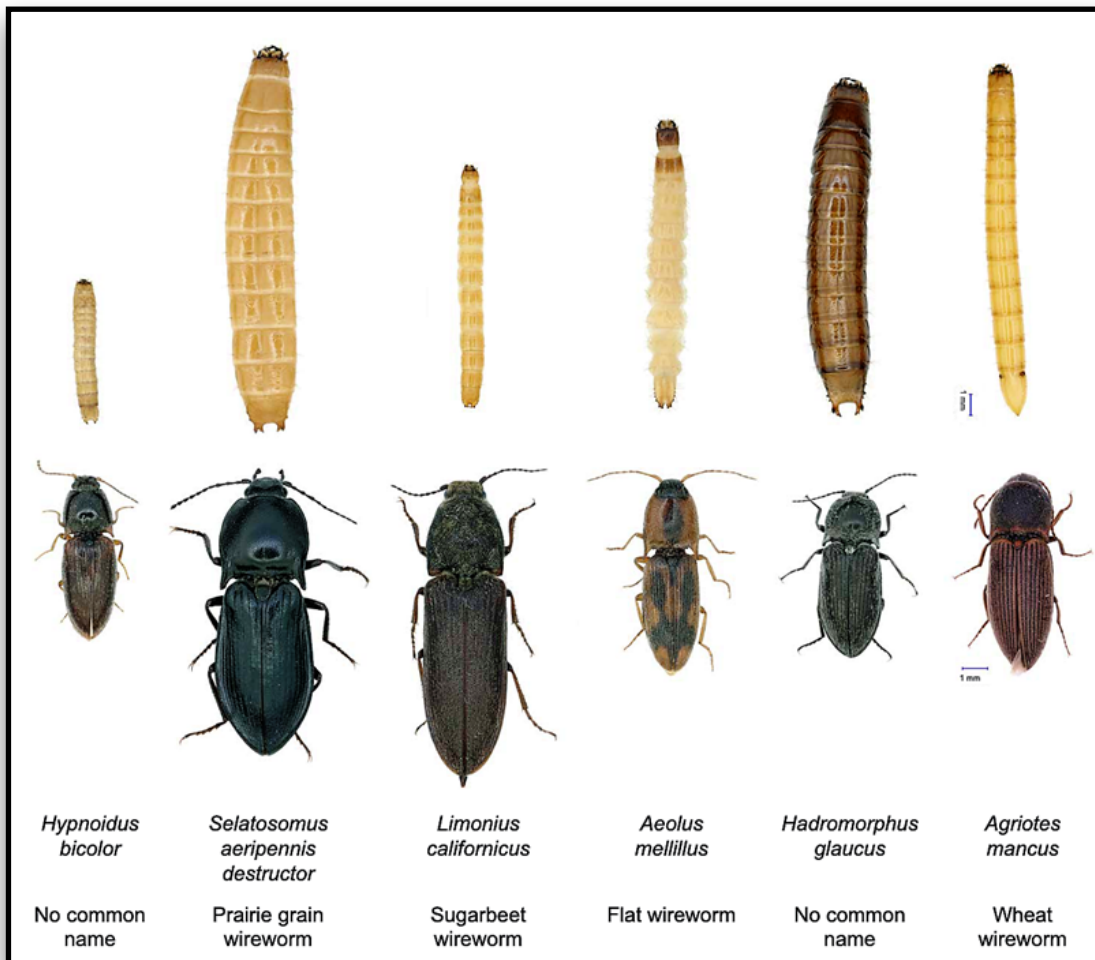 1 mm
1 mm
Hypnoidus
bicolor
Selatosomus
aeripennis
destructor
Limonius
californicus
Aeolus
mellillus
Hadromorphus
glaucus
Agriotes
mancus
No common
name
Prairie grain
wireworm
Sugarbeet
wireworm
Flat wireworm
No common
name
Wheat
wireworm